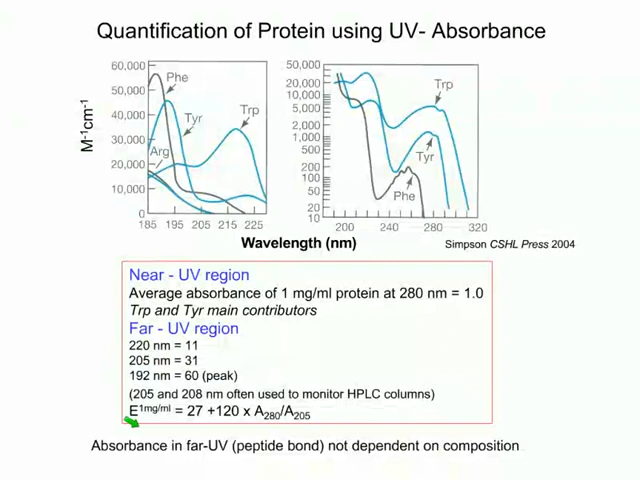 Quantification of Protein using UV- Absorbance
60,000
50,000
40,000
30,000
20,000
10,000
0
M⁻¹cm⁻¹
Phe
Tyr
Trp
Arg
185 195 205 215 225
50,000
20,000
10,000
5,000
2,000
1,000
500
200
100
50
20
10
Trp
Tyr
Phe
200 240 280 320
Wavelength (nm)
Simpson CSHL Press 2004
Near - UV region
Average absorbance of 1 mg/ml protein at 280 nm = 1.0
Trp and Tyr main contributors
Far - UV region
220 nm = 11
205 nm = 31
192 nm = 60 (peak)
(205 and 208 nm often used to monitor HPLC columns)
E¹ᵐᵍ/ᵐˡ = 27 +120 x A₂₈₀/A₂₀₅
Absorbance in far-UV (peptide bond) not dependent on composition